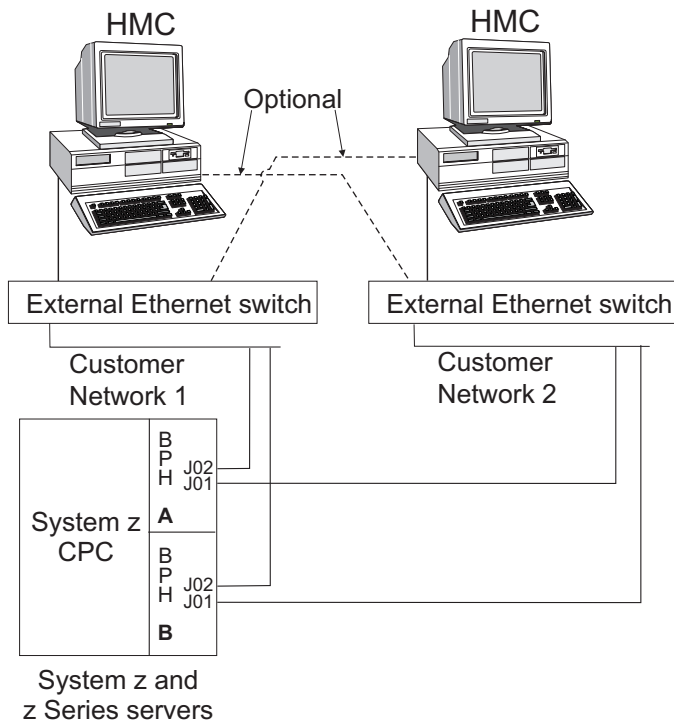 HMC
HMC
Optional
External Ethernet switch
External Ethernet switch
Customer
Network 1
Customer
Network 2
System z
CPC
B
P
H
J02
J01
A
B
P
H
J02
J01
B
System z and
z Series servers